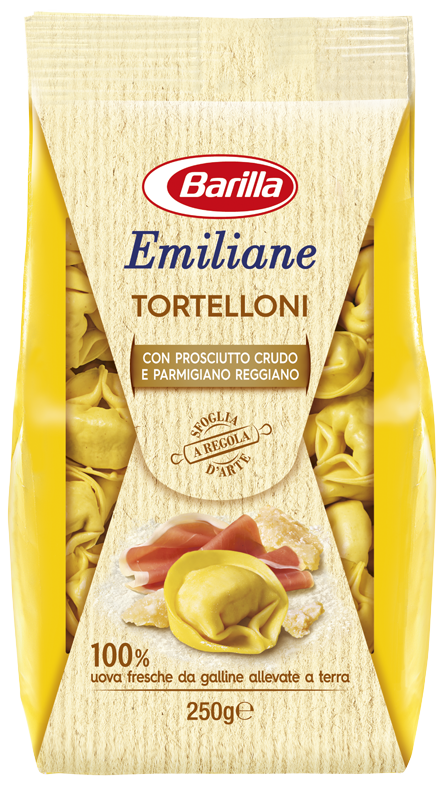 Barilla
Emiliane
TORTELLONI
CON PROSCIUTTO CRUDO
E PARMIGIANO REGGIANO
SFOGLIA
A REGOLA
D'ARTE
100%
uova fresche da galline allevate a terra
250g℮